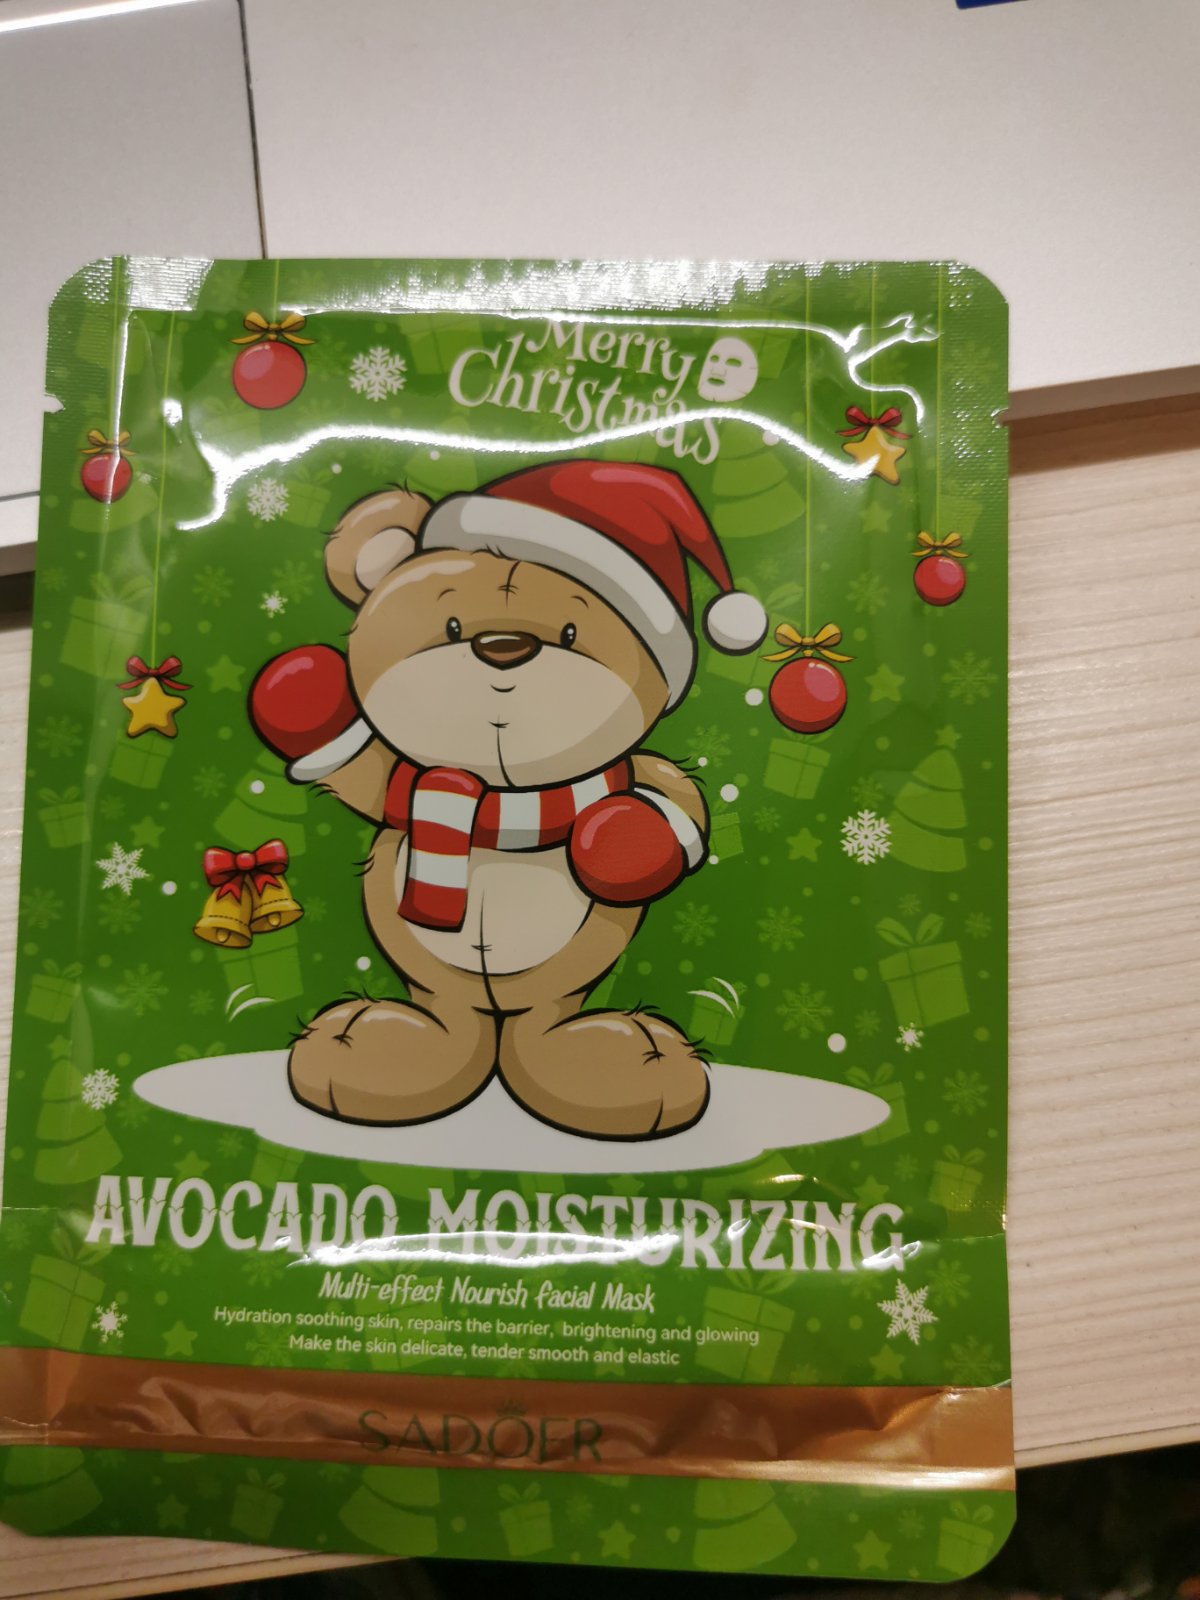 Merry
Christmas
AVOCADO MOISTURIZING
Multi-effect Nourish facial Mask
Hydration soothing skin, repairs the barrier, brightening and glowing
Make the skin delicate, tender smooth and elastic
SADOER